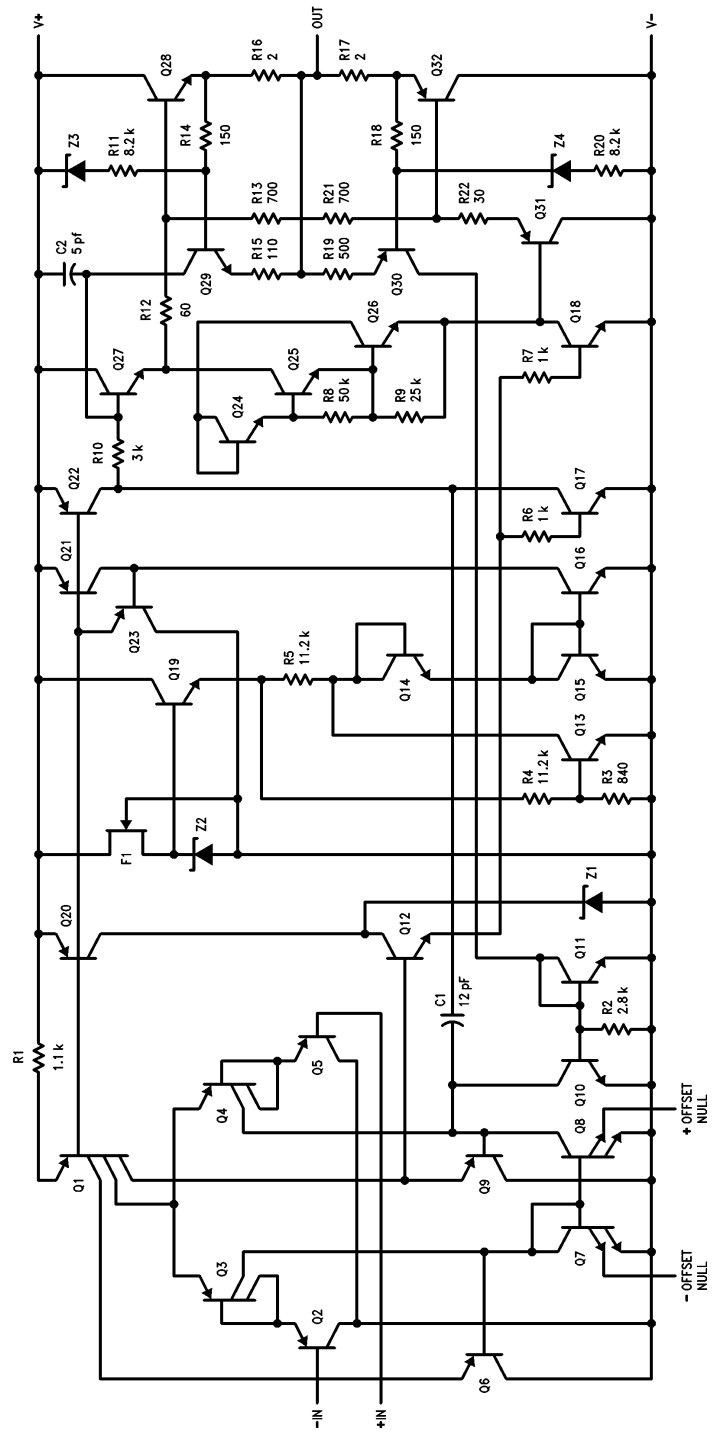 V+
OUT
V-
Q28
R16
2
R17
2
Q32
Z3
R11
8.2 k
R14
150
R18
150
Z4
R20
8.2 k
C2
5 pf
R13
700
R21
700
R22
30
Q31
Q29
R15
110
R19
500
Q30
R12
60
Q27
Q26
Q25
R7
1 k
Q18
R8
50 k
R9
25 k
Q24
R10
3 k
Q22
R6
1 k
Q17
Q21
Q16
Q23
Q19
R5
11.2 k
Q14
Q15
Q13
R4
11.2 k
R3
840
F1
Z2
Z1
Q20
Q12
Q11
C1
12 pF
R2
2.8 k
R1
1.1 k
Q5
Q4
Q10
Q8
+ OFFSET
NULL
Q1
Q9
Q3
Q7
- OFFSET
NULL
Q2
Q6
-IN
+IN